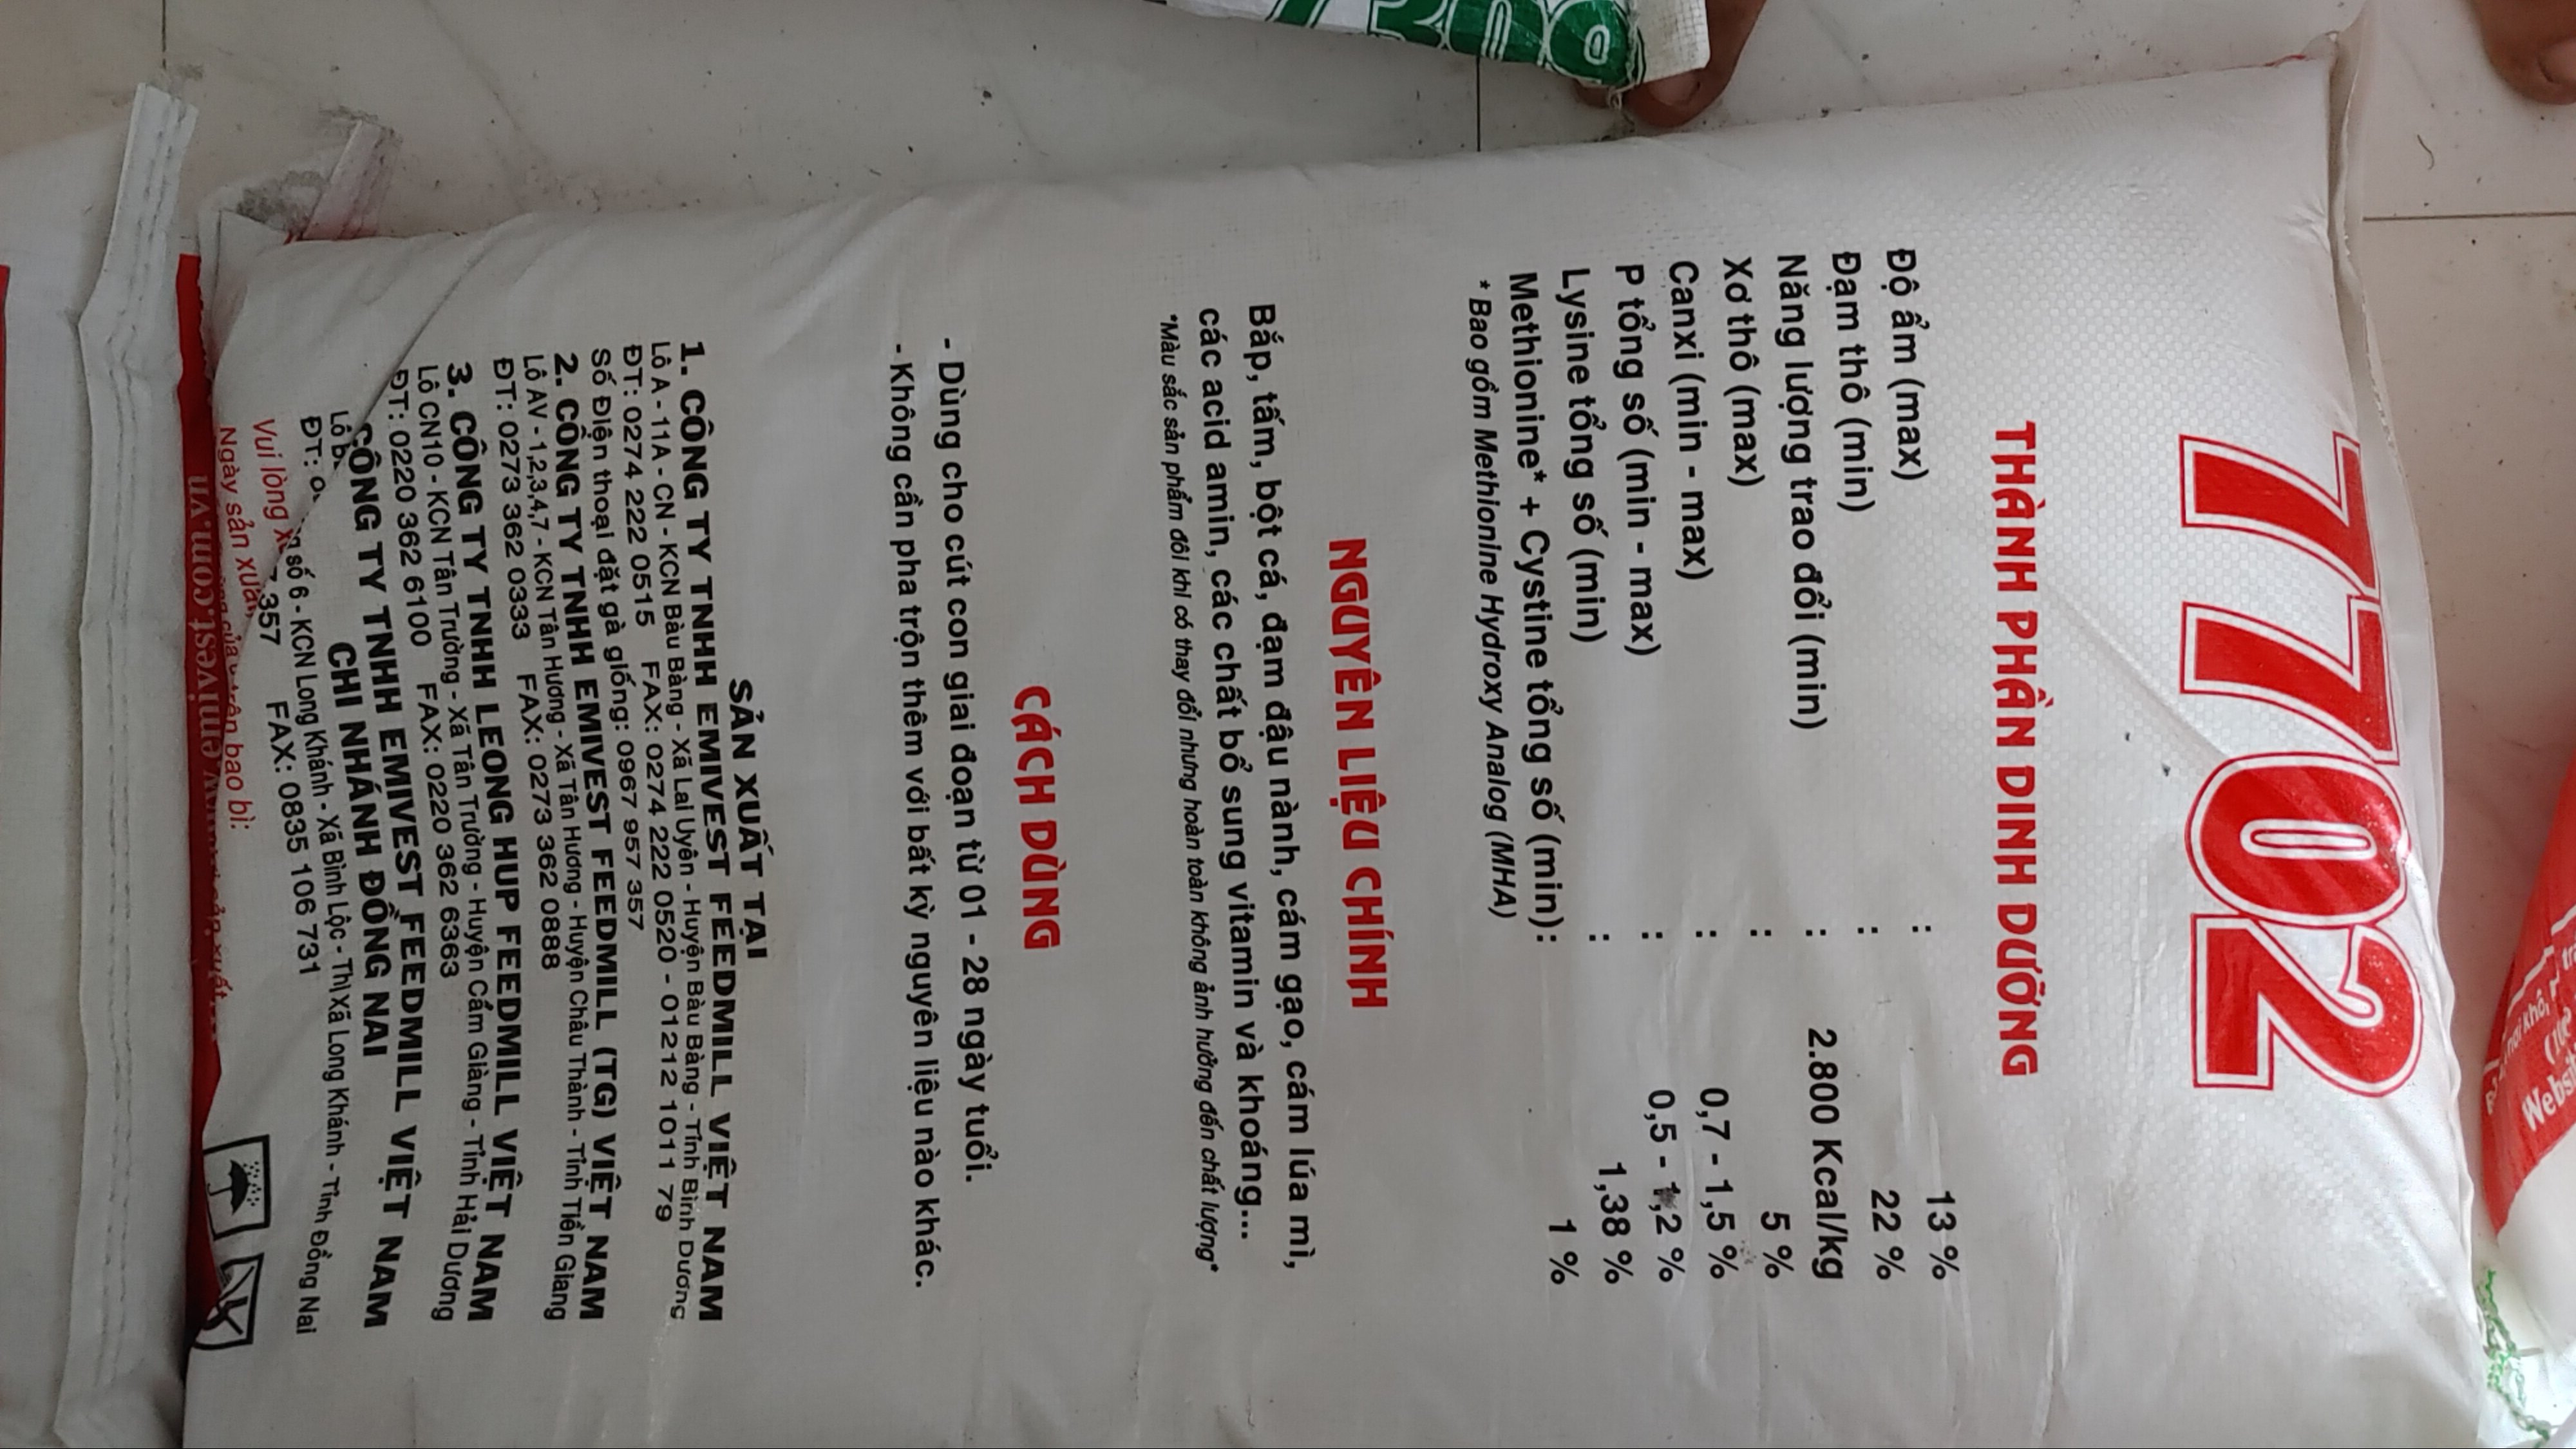 7702
THÀNH PHẦN DINH DƯỠNG
Độ ẩm (max) : 13 %
Đạm thô (min) : 22 %
Năng lượng trao đổi (min) : 2.800 Kcal/kg
Xơ thô (max) : 5 %
Canxi (min - max) : 0,7 - 1,5 %
P tổng số (min - max) : 0,5 - 1,2 %
Lysine tổng số (min) : 1,38 %
Methionine* + Cystine tổng số (min): 1 %
* Bao gồm Methionine Hydroxy Analog (MHA)
NGUYÊN LIỆU CHÍNH
Bắp, tấm, bột cá, đạm đậu nành, cám gạo, cám lúa mì,
các acid amin, các chất bổ sung vitamin và khoáng...
*Màu sắc sản phẩm đôi khi có thay đổi nhưng hoàn toàn không ảnh hưởng đến chất lượng*
CÁCH DÙNG
- Dùng cho cút con giai đoạn từ 01 - 28 ngày tuổi.
- Không cần pha trộn thêm với bất kỳ nguyên liệu nào khác.
SẢN XUẤT TẠI
1. CÔNG TY TNHH EMIVEST FEEDMILL VIỆT NAM
Lô A - 11A - CN - KCN Bàu Bàng - Xã Lai Uyên - Huyện Bàu Bàng - Tỉnh Bình Dương
ĐT: 0274 222 0515 FAX: 0274 222 0520 - 01212 1011 79
Số Điện thoại đặt gà giống: 0967 957 357
2. CÔNG TY TNHH EMIVEST FEEDMILL (TG) VIỆT NAM
Lô AV - 1,2,3,4,7 - KCN Tân Hương - Xã Tân Hương - Huyện Châu Thành - Tỉnh Tiền Giang
ĐT: 0273 362 0333 FAX: 0273 362 0888
3. CÔNG TY TNHH LEONG HUP FEEDMILL VIỆT NAM
Lô CN10 - KCN Tân Trường - Xã Tân Trường - Huyện Cẩm Giàng - Tỉnh Hải Dương
ĐT: 0220 362 6100 FAX: 0220 362 6363
CÔNG TY TNHH EMIVEST FEEDMILL VIỆT NAM
CHI NHÁNH ĐỒNG NAI
Lô số 6 - KCN Long Khánh - Xã Bình Lộc - Thị Xã Long Khánh - Tỉnh Đồng Nai
ĐT: 357 FAX: 0835 106 731
Vui lòng trên bao bì:
Ngày sản xuất,
emivest.com.vn
Website